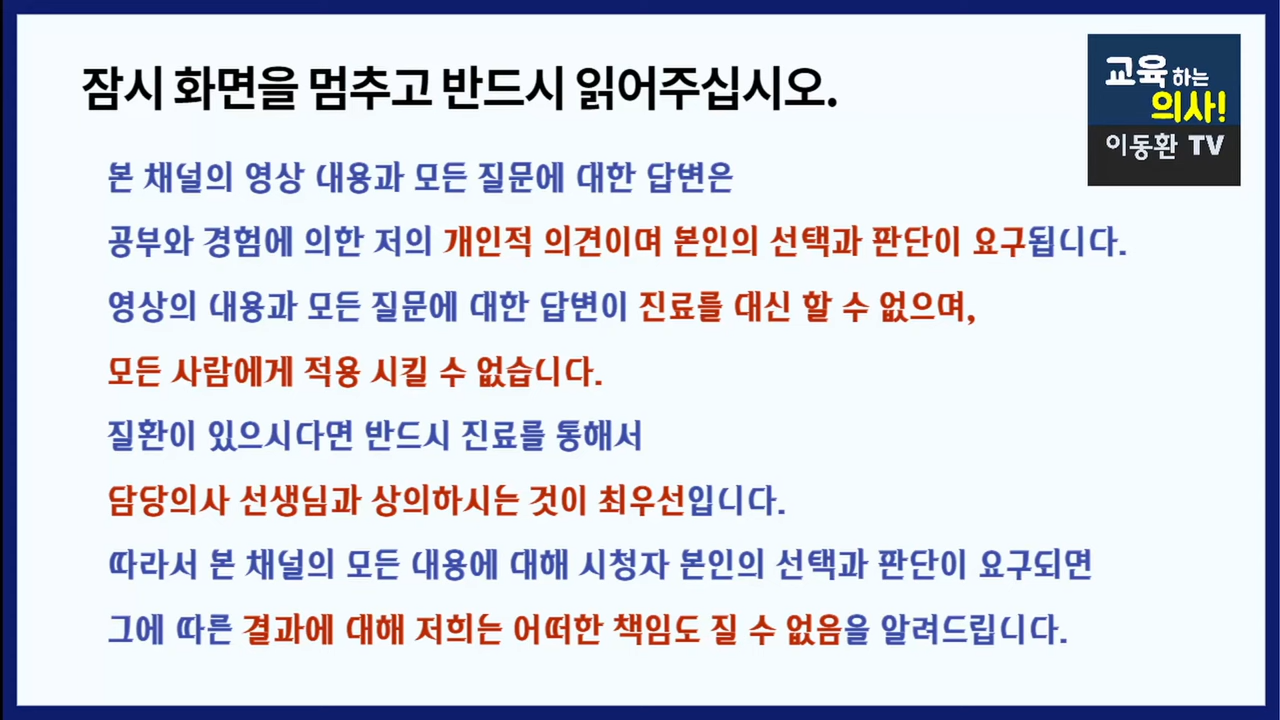 잠시 화면을 멈추고 반드시 읽어주십시오.
교육하는
의사!
이동환 TV
본 채널의 영상 내용과 모든 질문에 대한 답변은
공부와 경험에 의한 저의 개인적 의견이며 본인의 선택과 판단이 요구됩니다.
영상의 내용과 모든 질문에 대한 답변이 진료를 대신 할 수 없으며,
모든 사람에게 적용 시킬 수 없습니다.
질환이 있으시다면 반드시 진료를 통해서
담당의사 선생님과 상의하시는 것이 최우선입니다.
따라서 본 채널의 모든 내용에 대해 시청자 본인의 선택과 판단이 요구되면
그에 따른 결과에 대해 저희는 어떠한 책임도 질 수 없음을 알려드립니다.